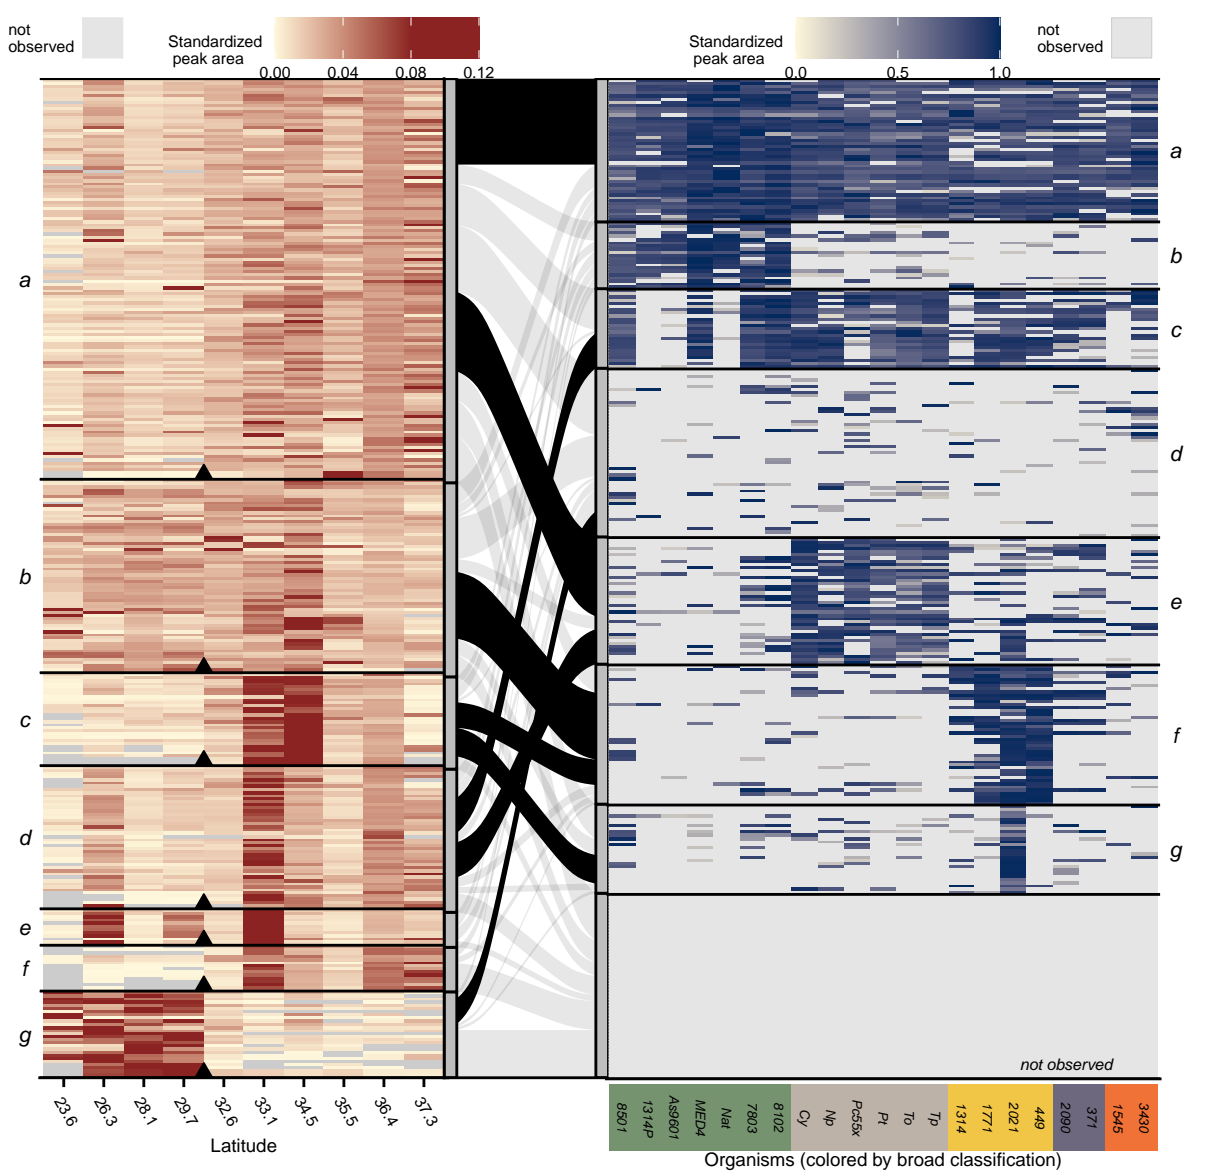 not
observed
Standardized
peak area
0.00 0.04 0.08 0.12
Standardized
peak area
0.0 0.5 1.0
not
observed
a
b
c
d
e
f
g
a
b
c
d
e
f
g
not observed
23.6 26.3 28.1 29.7 32.6 33.1 34.5 35.5 36.4 37.3
Latitude
8501 1314P As9601 MED4 Nat 7803 8102 Cy Np Pc55x Pt To Tp 1314 1771 2021 449 2090 371 1545 3430
Organisms (colored by broad classification)